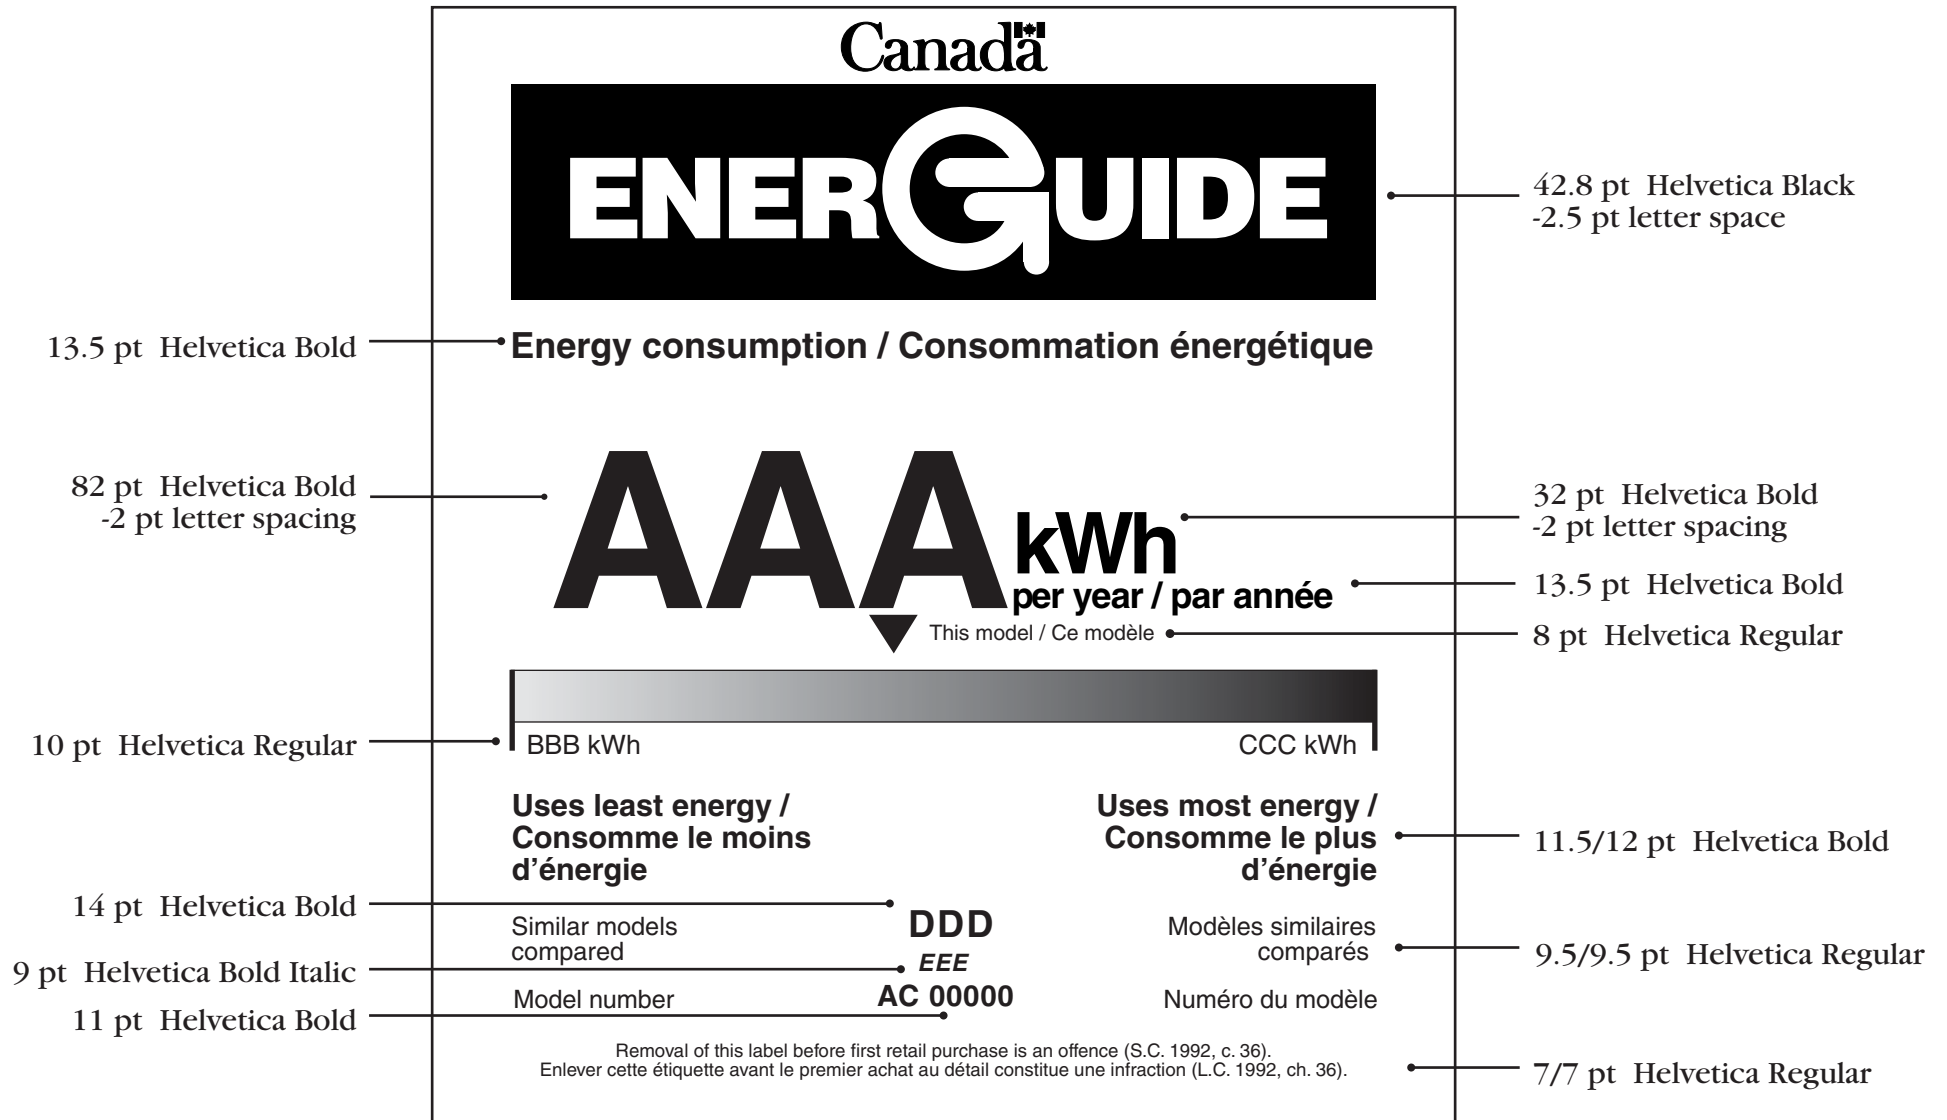 Canada
ENERGUIDE
42.8 pt Helvetica Black
-2.5 pt letter space
13.5 pt Helvetica Bold
Energy consumption / Consommation énergétique
82 pt Helvetica Bold
-2 pt letter spacing
AAA
kWh
per year / par année
32 pt Helvetica Bold
-2 pt letter spacing
13.5 pt Helvetica Bold
This model / Ce modèle
8 pt Helvetica Regular
10 pt Helvetica Regular
BBB kWh
CCC kWh
Uses least energy /
Consomme le moins
d'énergie
Uses most energy /
Consomme le plus
d'énergie
11.5/12 pt Helvetica Bold
14 pt Helvetica Bold
Similar models
compared
DDD
Modèles similaires
comparés
9.5/9.5 pt Helvetica Regular
9 pt Helvetica Bold Italic
EEE
Model number
AC 00000
Numéro du modèle
11 pt Helvetica Bold
Removal of this label before first retail purchase is an offence (S.C. 1992, c. 36).
Enlever cette étiquette avant le premier achat au détail constitue une infraction (L.C. 1992, ch. 36).
7/7 pt Helvetica Regular